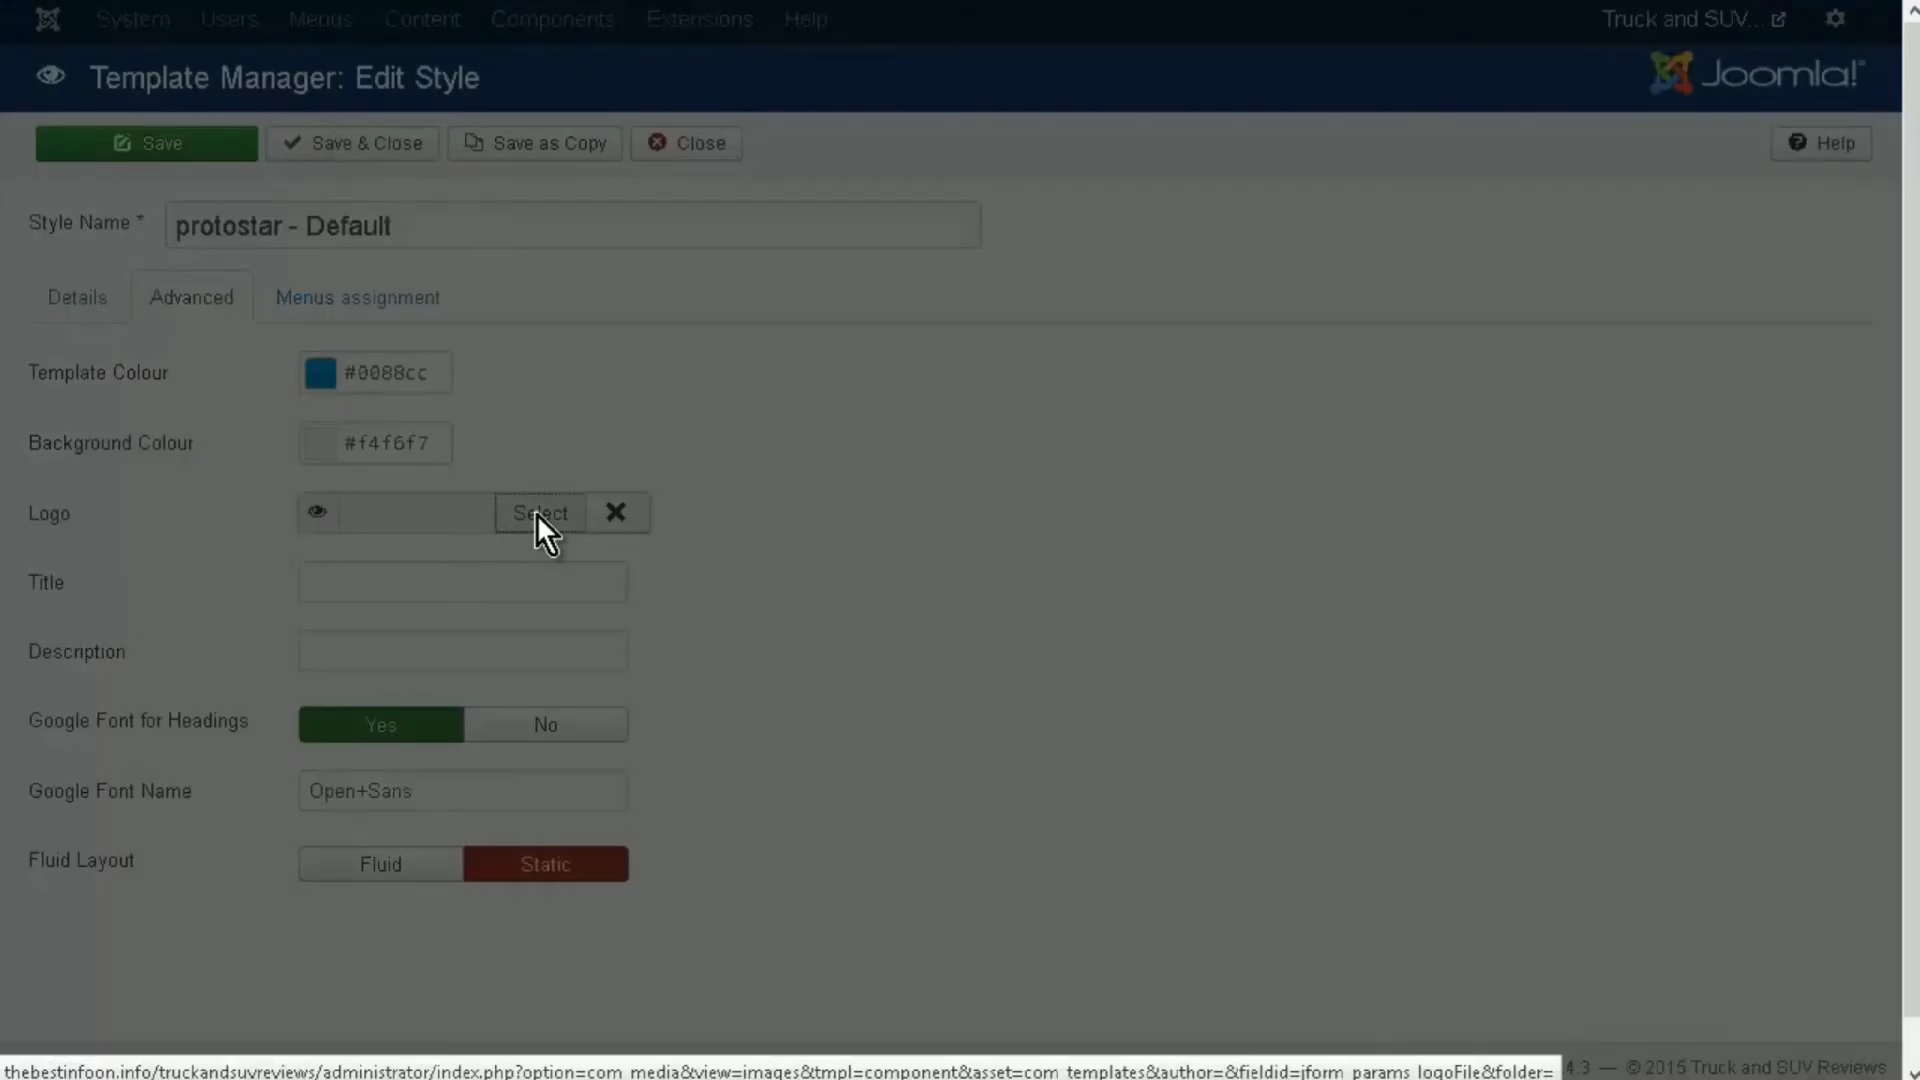 System Users Menus Content Components Extensions Help Truck and SUV...
Template Manager: Edit Style Joomla!
Save Save & Close Save as Copy Close Help
Style Name * protostar - Default
Details Advanced Menus assignment
Template Colour #0088cc
Background Colour #f4f6f7
Logo Select
Title
Description
Google Font for Headings Yes No
Google Font Name Open+Sans
Fluid Layout Fluid Static
thebestinfoon.info/truckandsuvreviews/administrator/index.php?option=com_media&view=images&tmpl=component&asset=com_templates&author=&fieldid=jform_params_logoFile&folder= 4.3 — © 2015 Truck and SUV Reviews